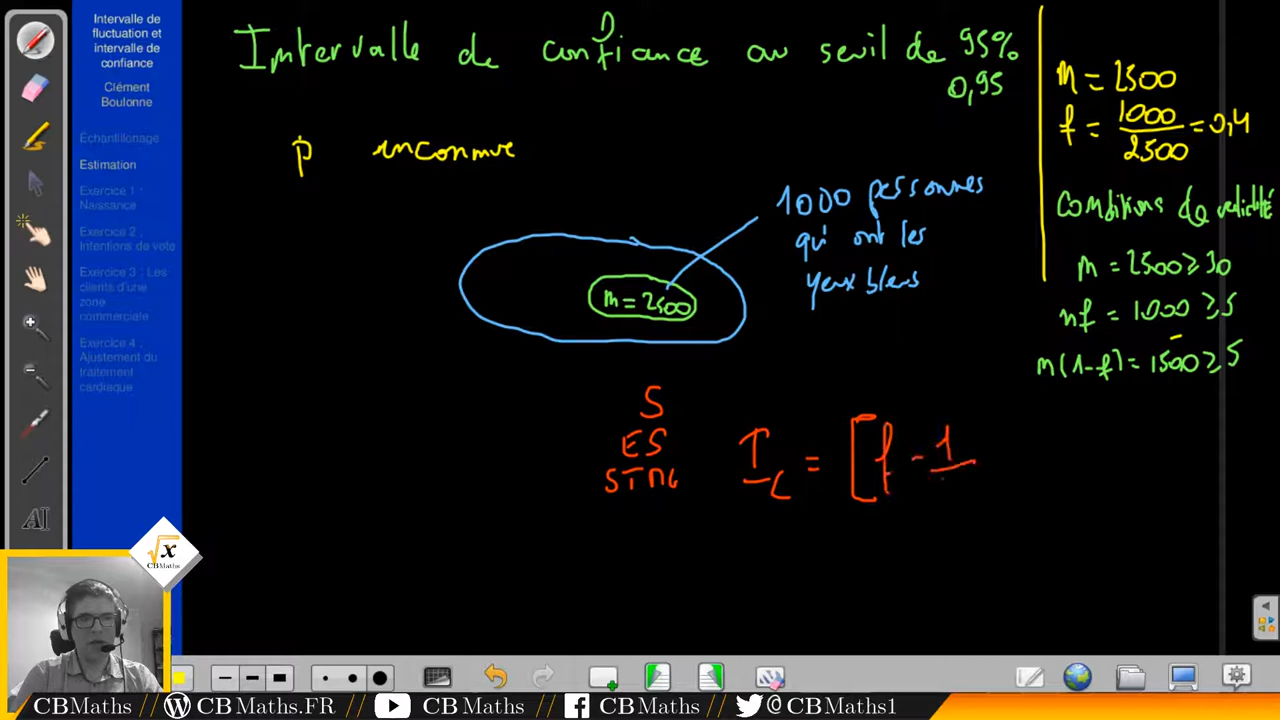 Intervalle de
fluctuation et
intervalle de
confiance
Clément
Boulonne
Échantillonage
Estimation
Exercice 1 :
Naissance
Exercice 2 :
Intentions de vote
Exercice 3 : Les
clients d'une
zone
commerciale
Exercice 4 :
Ajustement du
traitement
cardiaque
Intervalle de confiance au seuil de 95%
0,95
p inconnue
1000 personnes
qui ont les
yeux bleus
n = 2500
n = 2500
f = 1000/2500 = 0,4
Conditions de validité
n = 2500 ≥ 30
nf = 1000 ≥ 5
n(1-f) = 1500 ≥ 5
S
ES
STMG
I_C = [f - 1
√x
CBMaths
AI
CBMaths
CBMaths.FR
CBMaths
CBMaths
@CBMaths1